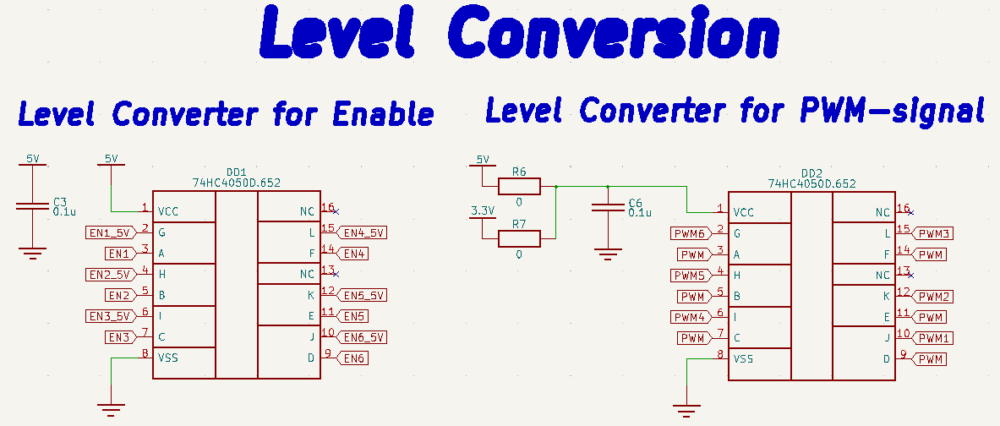 Level Conversion
Level Converter for Enable
Level Converter for PWM-signal
5V
5V
C3
0.1u
DD1
74HC4050D.652
1 VCC
NC 16
EN1_5V 2 G
L 15 EN4_5V
EN1 3 A
F 14 EN4
EN2_5V 4 H
NC 13
EN2 5 B
K 12 EN5_5V
EN3_5V 6 I
E 11 EN5
EN3 7 C
J 10 EN6_5V
8 VSS
D 9 EN6
5V
R6
0
3.3V
R7
0
C6
0.1u
DD2
74HC4050D.652
1 VCC
NC 16
PWM6 2 G
L 15 PWM3
PWM 3 A
F 14 PWM
PWM5 4 H
NC 13
PWM 5 B
K 12 PWM2
PWM4 6 I
E 11 PWM
PWM 7 C
J 10 PWM1
8 VSS
D 9 PWM